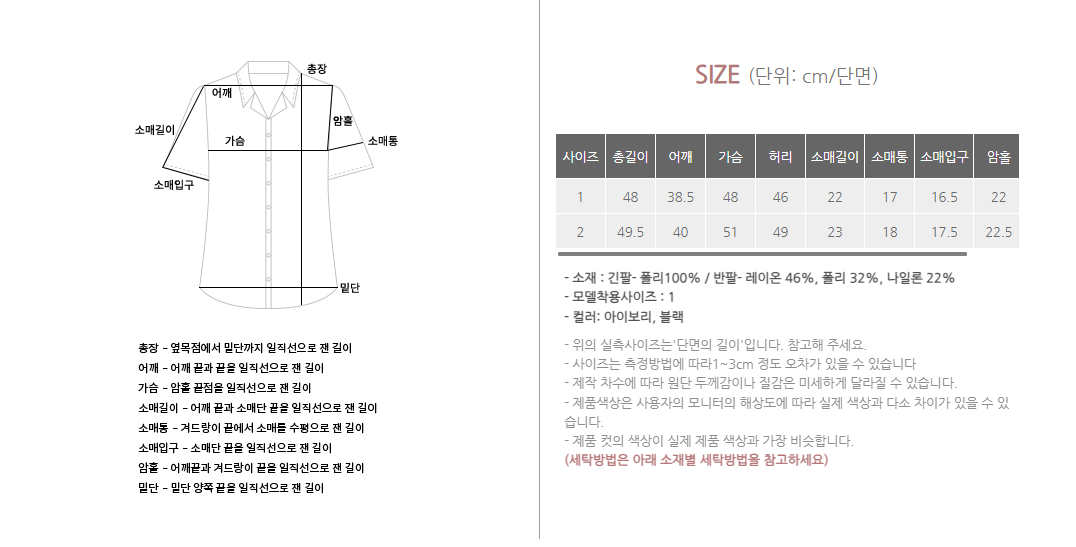 총장
어깨
암홀
소매길이
가슴
소매통
소매입구
밑단
총장 - 옆목점에서 밑단까지 일직선으로 잰 길이
어깨 - 어깨 끝과 끝을 일직선으로 잰 길이
가슴 - 암홀 끝점을 일직선으로 잰 길이
소매길이 - 어깨 끝과 소매단 끝을 일직선으로 잰 길이
소매통 - 겨드랑이 끝에서 소매를 수평으로 잰 길이
소매입구 - 소매단 끝을 일직선으로 잰 길이
암홀 - 어깨끝과 겨드랑이 끝을 일직선으로 잰 길이
밑단 - 밑단 양쪽 끝을 일직선으로 잰 길이
SIZE (단위: cm/단면)
사이즈 총길이 어깨 가슴 허리 소매길이 소매통 소매입구 암홀
1 48 38.5 48 46 22 17 16.5 22
2 49.5 40 51 49 23 18 17.5 22.5
- 소재 : 긴팔- 폴리100% / 반팔- 레이온 46%, 폴리 32%, 나일론 22%
- 모델착용사이즈 : 1
- 컬러: 아이보리, 블랙
- 위의 실측사이즈는'단면의 길이'입니다. 참고해 주세요.
- 사이즈는 측정방법에 따라1~3cm 정도 오차가 있을 수 있습니다
- 제작 차수에 따라 원단 두께감이나 질감은 미세하게 달라질 수 있습니다.
- 제품색상은 사용자의 모니터의 해상도에 따라 실제 색상과 다소 차이가 있을 수 있
습니다.
- 제품 컷의 색상이 실제 제품 색상과 가장 비슷합니다.
(세탁방법은 아래 소재별 세탁방법을 참고하세요)